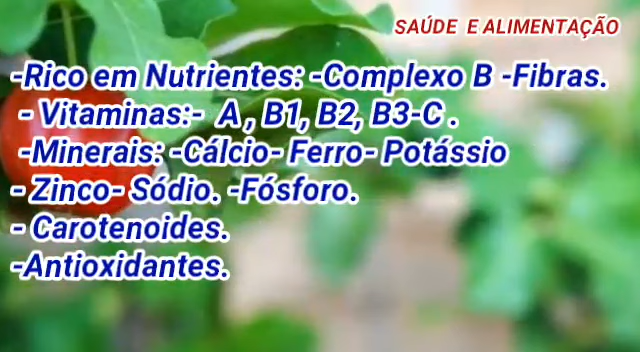 SAÚDE E ALIMENTAÇÃO
-Rico em Nutrientes: -Complexo B -Fibras.
- Vitaminas:- A , B1, B2, B3-C .
-Minerais: -Cálcio- Ferro- Potássio
- Zinco- Sódio. -Fósforo.
- Carotenoides.
-Antioxidantes.